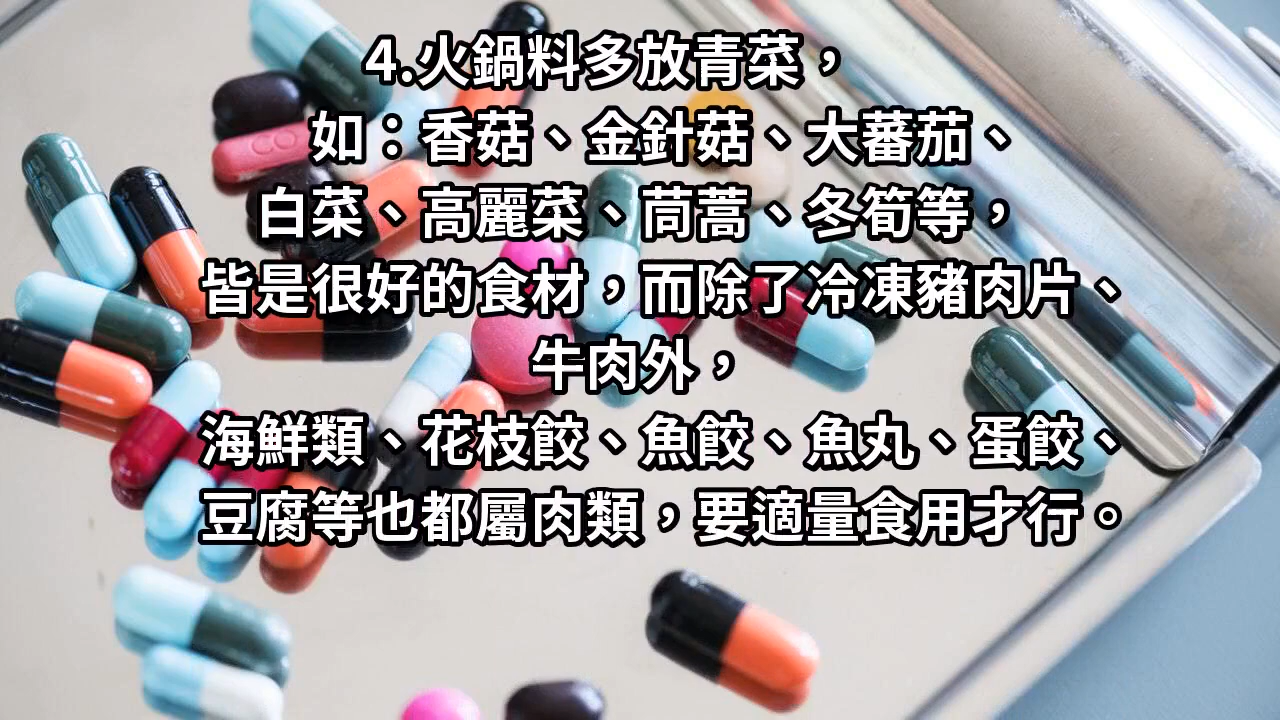 4.火鍋料多放青菜，
如：香菇、金針菇、大蕃茄、
白菜、高麗菜、茼蒿、冬筍等，
皆是很好的食材，而除了冷凍豬肉片、
牛肉外，
海鮮類、花枝餃、魚餃、魚丸、蛋餃、
豆腐等也都屬肉類，要適量食用才行。